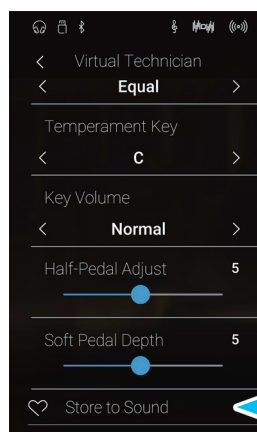 Virtual Technician
Equal
Temperament Key
C
Key Volume
Normal
Half-Pedal Adjust 5
Soft Pedal Depth 5
Store to Sound